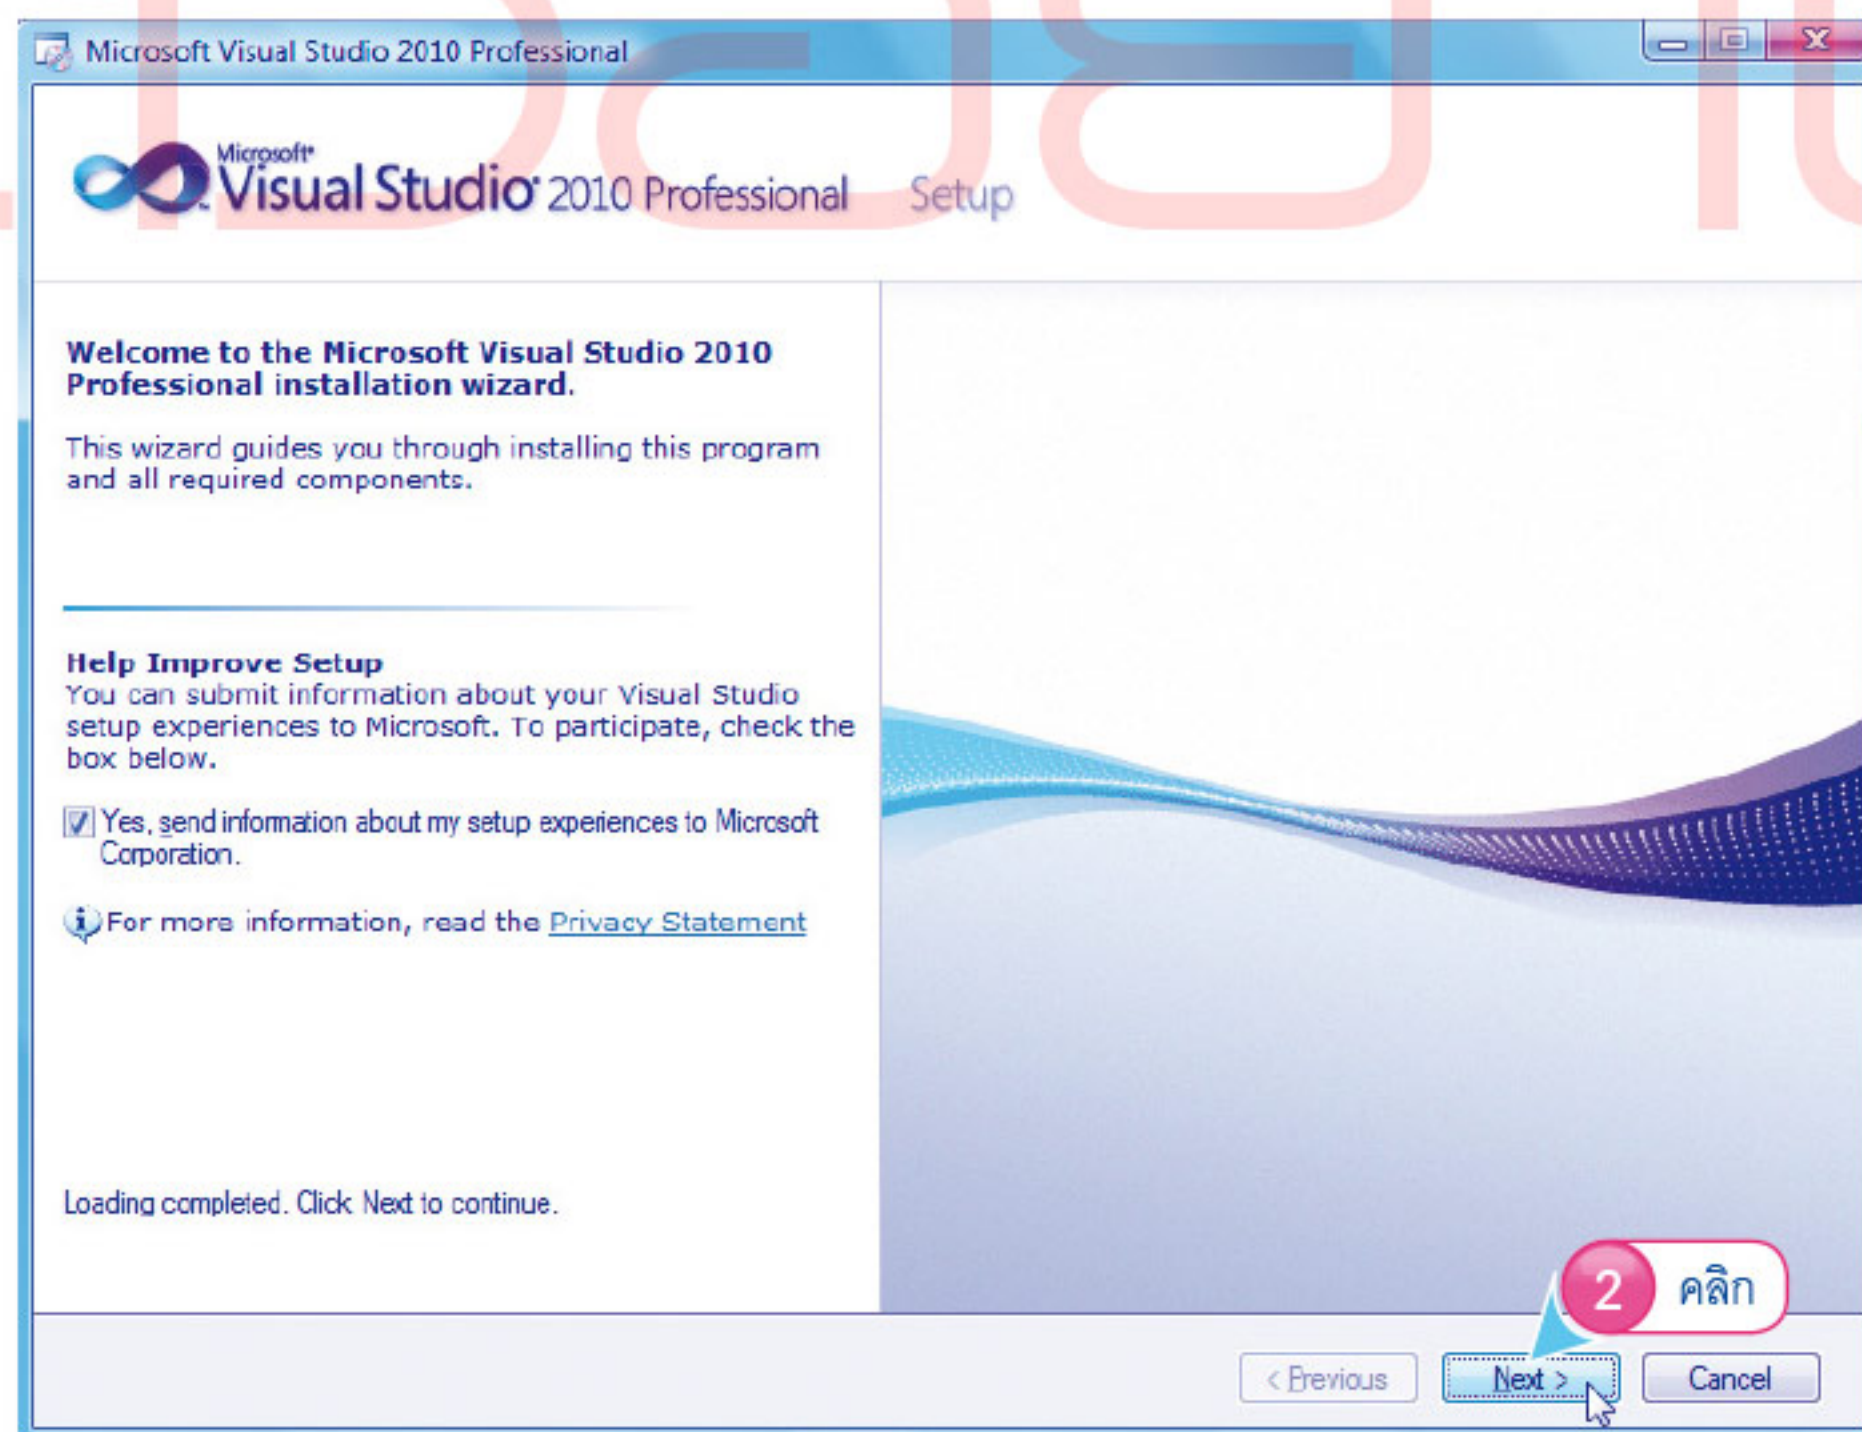 Microsoft Visual Studio 2010 Professional
Microsoft
Visual Studio 2010 Professional Setup
Welcome to the Microsoft Visual Studio 2010
Professional installation wizard.
This wizard guides you through installing this program
and all required components.
Help Improve Setup
You can submit information about your Visual Studio
setup experiences to Microsoft. To participate, check the
box below.
Yes, send information about my setup experiences to Microsoft
Corporation.
For more information, read the Privacy Statement
Loading completed. Click Next to continue.
2 คลิก
< Previous Next > Cancel